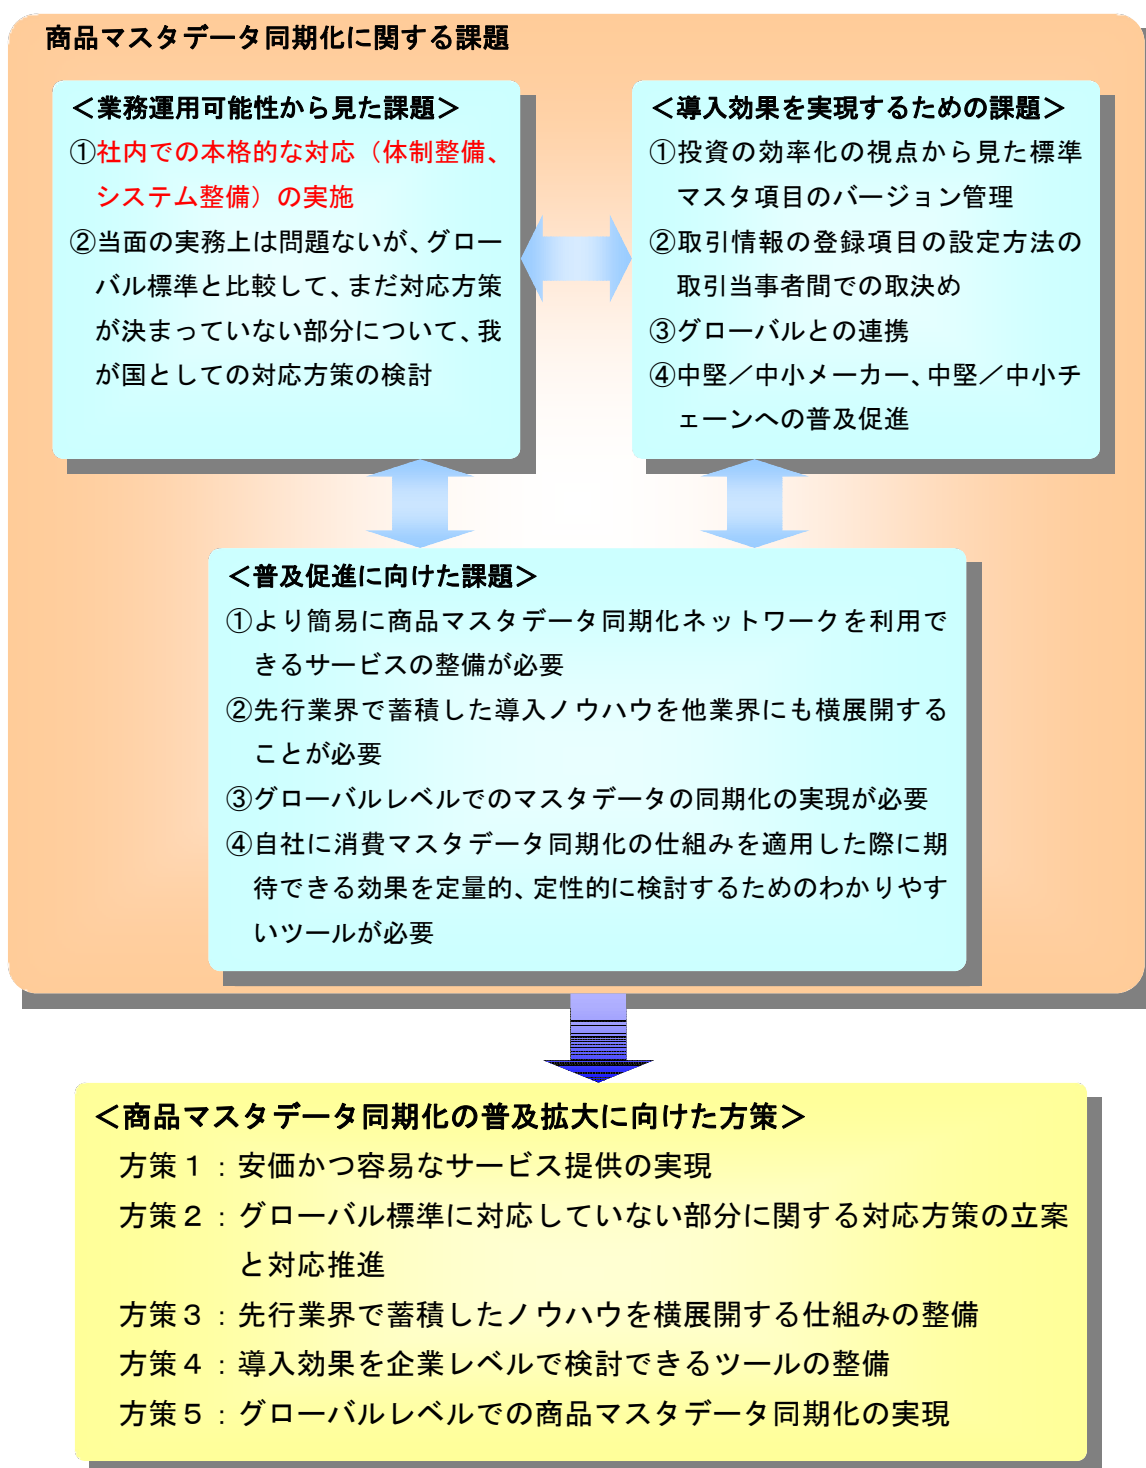 商品マスタデータ同期化に関する課題
＜業務運用可能性から見た課題＞
①社内での本格的な対応（体制整備、
システム整備）の実施
②当面の実務上は問題ないが、グロー
バル標準と比較して、まだ対応方策
が決まっていない部分について、我
が国としての対応方策の検討
＜導入効果を実現するための課題＞
①投資の効率化の視点から見た標準
マスタ項目のバージョン管理
②取引情報の登録項目の設定方法の
取引当事者間での取決め
③グローバルとの連携
④中堅／中小メーカー、中堅／中小チ
ェーンへの普及促進
＜普及促進に向けた課題＞
①より簡易に商品マスタデータ同期化ネットワークを利用で
きるサービスの整備が必要
②先行業界で蓄積した導入ノウハウを他業界にも横展開する
ことが必要
③グローバルレベルでのマスタデータの同期化の実現が必要
④自社に消費マスタデータ同期化の仕組みを適用した際に期
待できる効果を定量的、定性的に検討するためのわかりやす
いツールが必要
＜商品マスタデータ同期化の普及拡大に向けた方策＞
方策１：安価かつ容易なサービス提供の実現
方策２：グローバル標準に対応していない部分に関する対応方策の立案
と対応推進
方策３：先行業界で蓄積したノウハウを横展開する仕組みの整備
方策４：導入効果を企業レベルで検討できるツールの整備
方策５：グローバルレベルでの商品マスタデータ同期化の実現